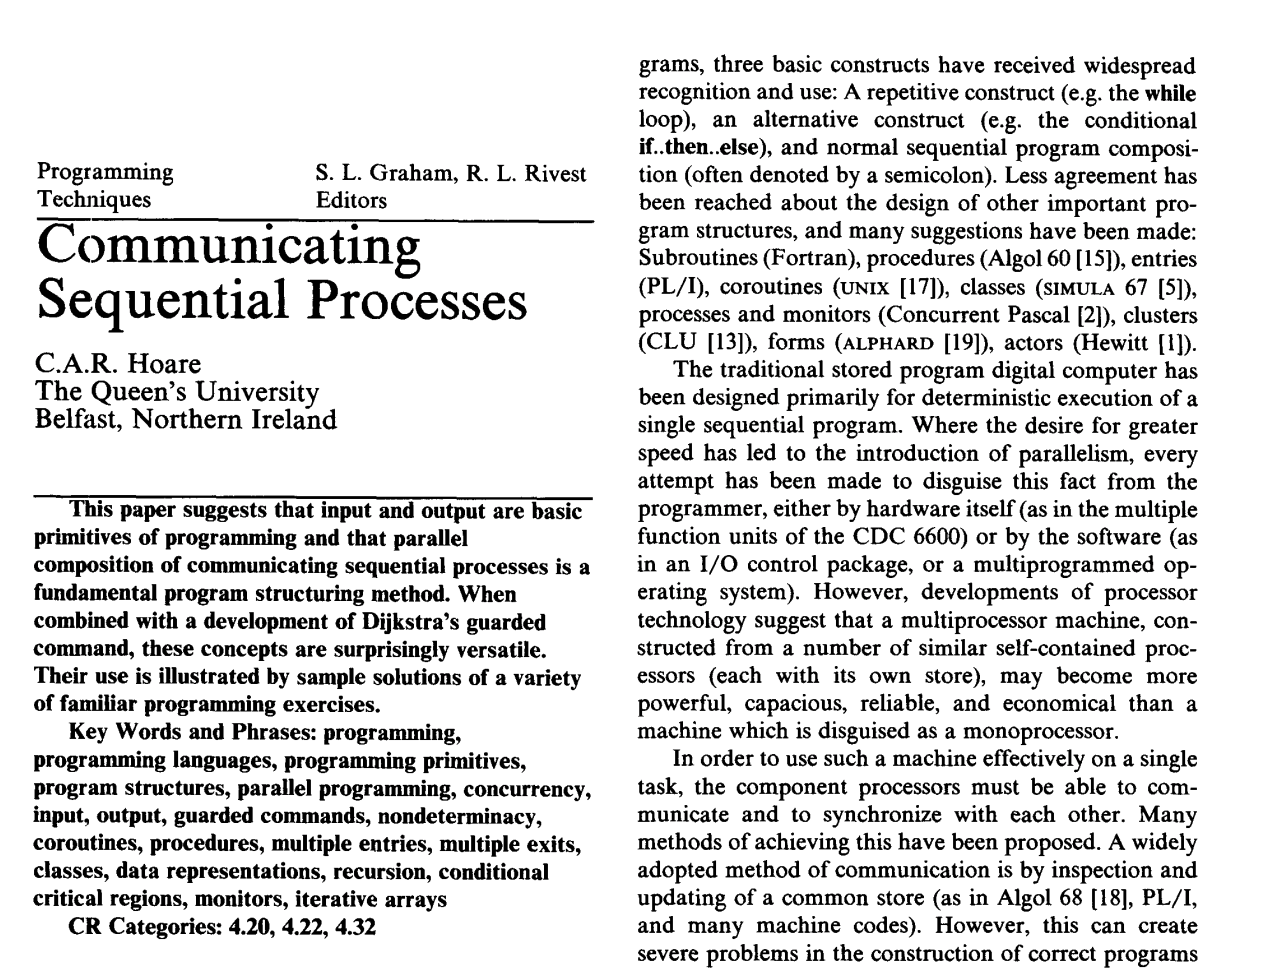 Programming
Techniques
S. L. Graham, R. L. Rivest
Editors
Communicating
Sequential Processes
C.A.R. Hoare
The Queen's University
Belfast, Northern Ireland
This paper suggests that input and output are basic
primitives of programming and that parallel
composition of communicating sequential processes is a
fundamental program structuring method. When
combined with a development of Dijkstra's guarded
command, these concepts are surprisingly versatile.
Their use is illustrated by sample solutions of a variety
of familiar programming exercises.
Key Words and Phrases: programming,
programming languages, programming primitives,
program structures, parallel programming, concurrency,
input, output, guarded commands, nondeterminacy,
coroutines, procedures, multiple entries, multiple exits,
classes, data representations, recursion, conditional
critical regions, monitors, iterative arrays
CR Categories: 4.20, 4.22, 4.32
grams, three basic constructs have received widespread
recognition and use: A repetitive construct (e.g. the while
loop), an alternative construct (e.g. the conditional
if..then..else), and normal sequential program composi-
tion (often denoted by a semicolon). Less agreement has
been reached about the design of other important pro-
gram structures, and many suggestions have been made:
Subroutines (Fortran), procedures (Algol 60 [15]), entries
(PL/I), coroutines (UNIX [17]), classes (SIMULA 67 [5]),
processes and monitors (Concurrent Pascal [2]), clusters
(CLU [13]), forms (ALPHARD [19]), actors (Hewitt [1]).
The traditional stored program digital computer has
been designed primarily for deterministic execution of a
single sequential program. Where the desire for greater
speed has led to the introduction of parallelism, every
attempt has been made to disguise this fact from the
programmer, either by hardware itself (as in the multiple
function units of the CDC 6600) or by the software (as
in an I/O control package, or a multiprogrammed op-
erating system). However, developments of processor
technology suggest that a multiprocessor machine, con-
structed from a number of similar self-contained proc-
essors (each with its own store), may become more
powerful, capacious, reliable, and economical than a
machine which is disguised as a monoprocessor.
In order to use such a machine effectively on a single
task, the component processors must be able to com-
municate and to synchronize with each other. Many
methods of achieving this have been proposed. A widely
adopted method of communication is by inspection and
updating of a common store (as in Algol 68 [18], PL/I,
and many machine codes). However, this can create
severe problems in the construction of correct programs